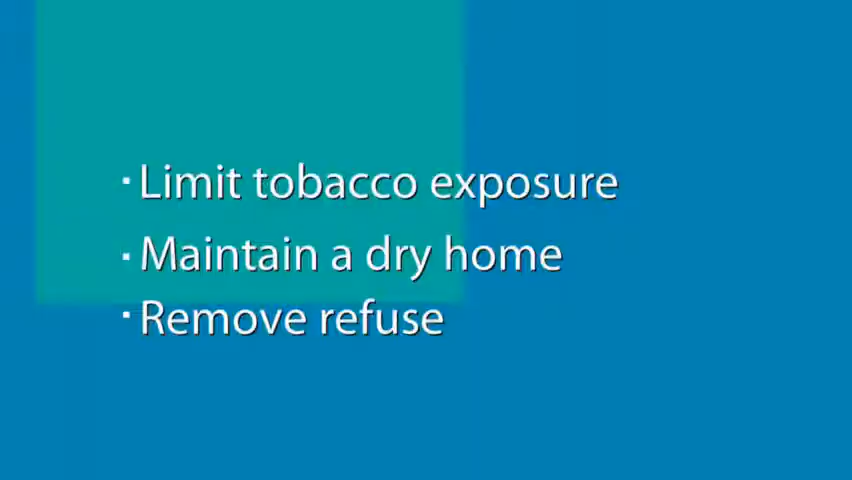 · Limit tobacco exposure
· Maintain a dry home
· Remove refuse